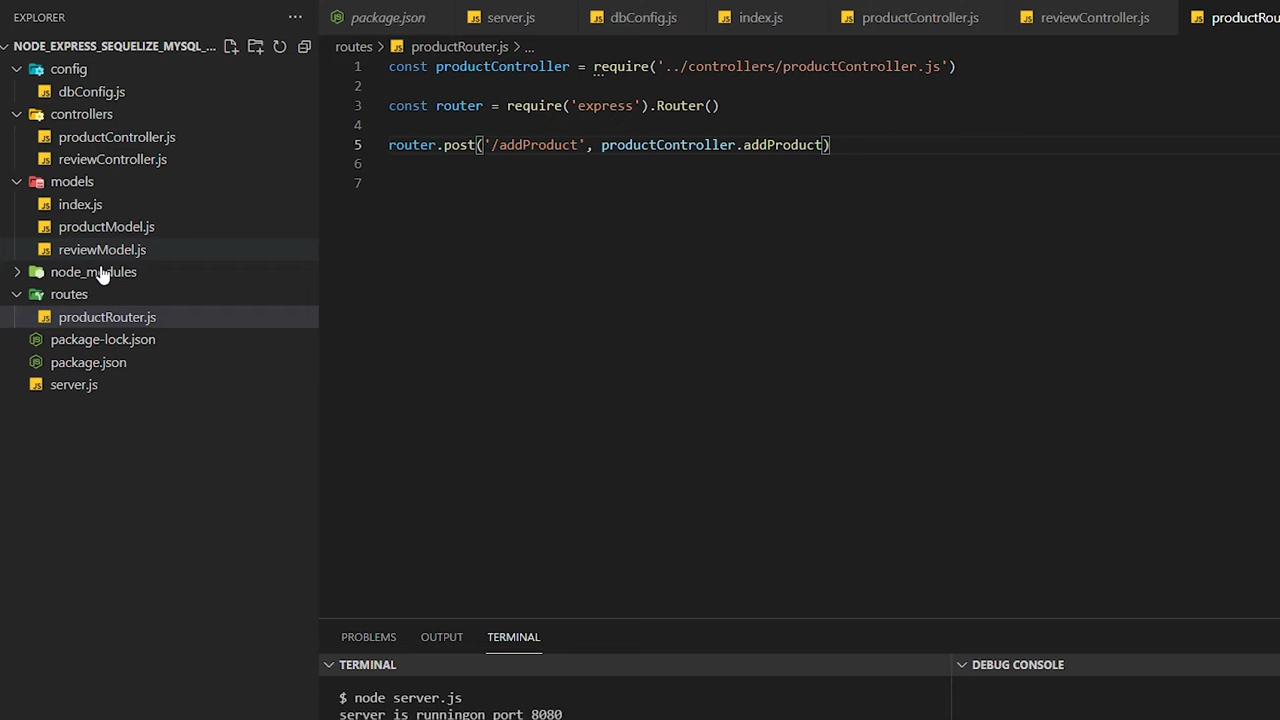 EXPLORER
NODE_EXPRESS_SEQUELIZE_MYSQL_...
config
dbConfig.js
controllers
productController.js
reviewController.js
models
index.js
productModel.js
reviewModel.js
node_modules
routes
productRouter.js
package-lock.json
package.json
server.js
package.json server.js dbConfig.js index.js productController.js reviewController.js productRou
routes > productRouter.js > ...
1 const productController = require('../controllers/productController.js')
2
3 const router = require('express').Router()
4
5 router.post('/addProduct', productController.addProduct)
6
7
PROBLEMS OUTPUT TERMINAL
TERMINAL
$ node server.js
server is runningon port 8080
DEBUG CONSOLE